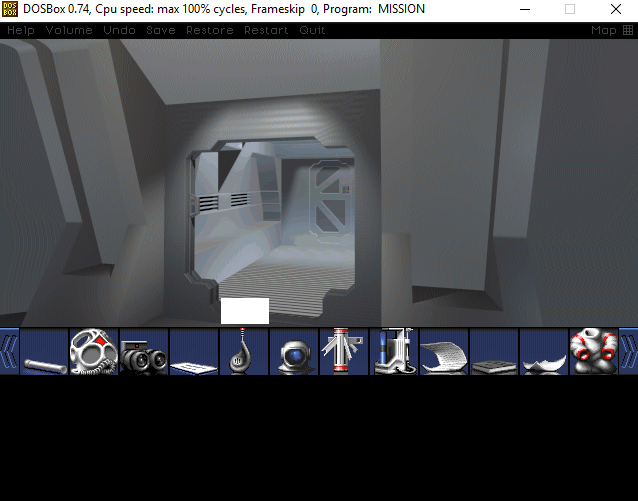 DOS
BOX
DOSBox 0.74, Cpu speed: max 100% cycles, Frameskip 0, Program: MISSION
Help Volume Undo Save Restore Restart Quit Map